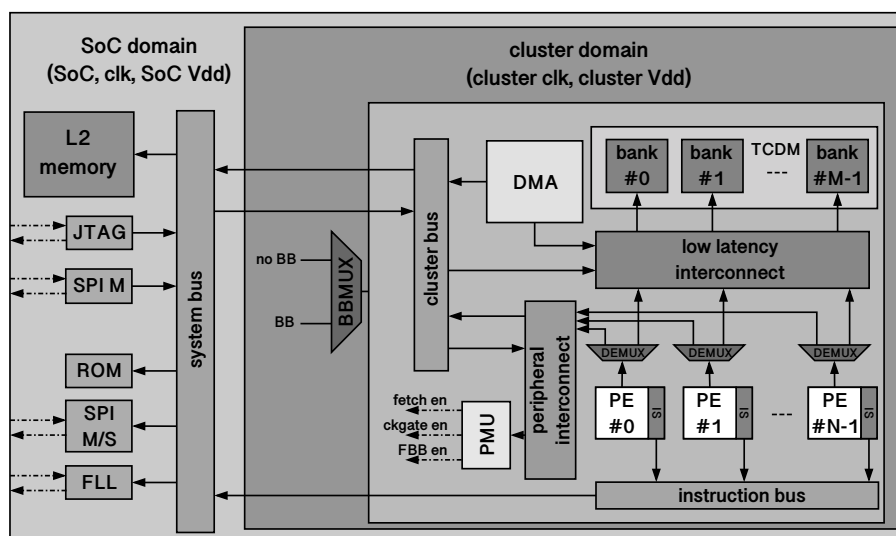 SoC domain
(SoC, clk, SoC Vdd)
cluster domain
(cluster clk, cluster Vdd)
L2
memory
JTAG
SPI M
ROM
SPI
M/S
FLL
system bus
no BB
BB
BBMUX
cluster bus
DMA
TCDM
bank
#0
bank
#1
---
bank
#M-1
low latency
interconnect
peripheral
interconnect
DEMUX
DEMUX
DEMUX
PE
#0
SI
PE
#1
SI
---
PE
#N-1
SI
fetch en
ckgate en
FBB en
PMU
instruction bus